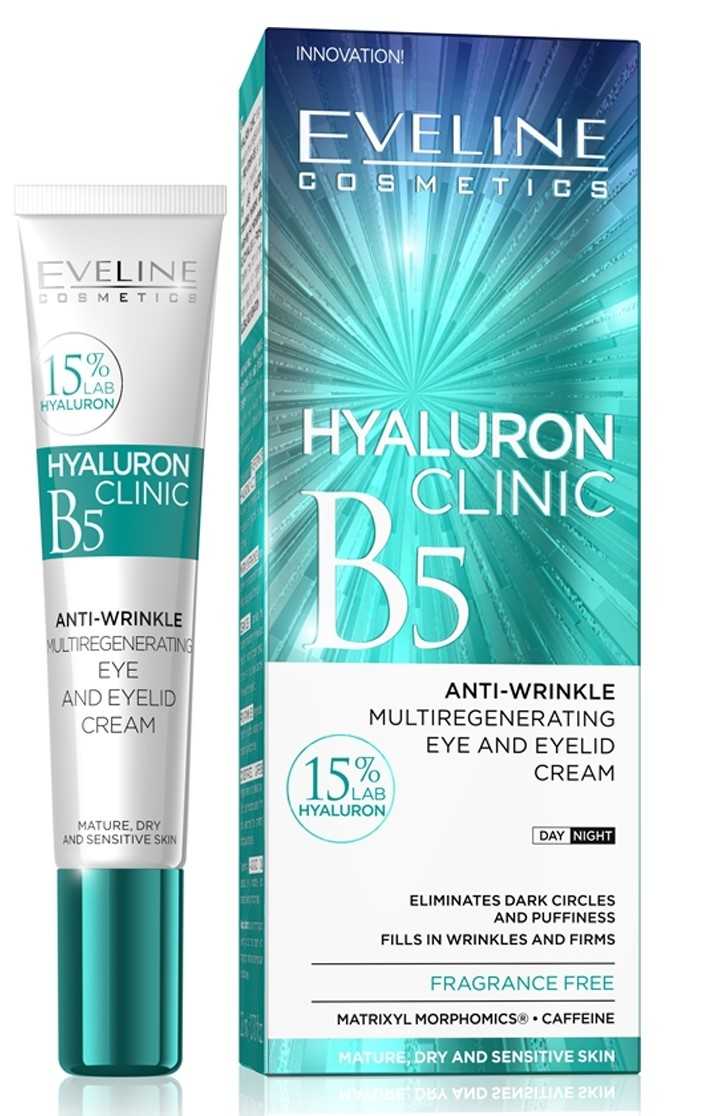 EVELINE
COSMETICS
15%
LAB
HYALURON
HYALURON
CLINIC
B5
ANTI-WRINKLE
MULTIREGENERATING
EYE
AND EYELID
CREAM
MATURE, DRY
AND SENSITIVE SKIN
INNOVATION!
EVELINE
COSMETICS
HYALURON
CLINIC
B5
ANTI-WRINKLE
MULTIREGENERATING
EYE AND EYELID
CREAM
15%
LAB
HYALURON
DAY NIGHT
ELIMINATES DARK CIRCLES
AND PUFFINESS
FILLS IN WRINKLES AND FIRMS
FRAGRANCE FREE
MATRIXYL MORPHOMICS® • CAFFEINE
MATURE, DRY AND SENSITIVE SKIN